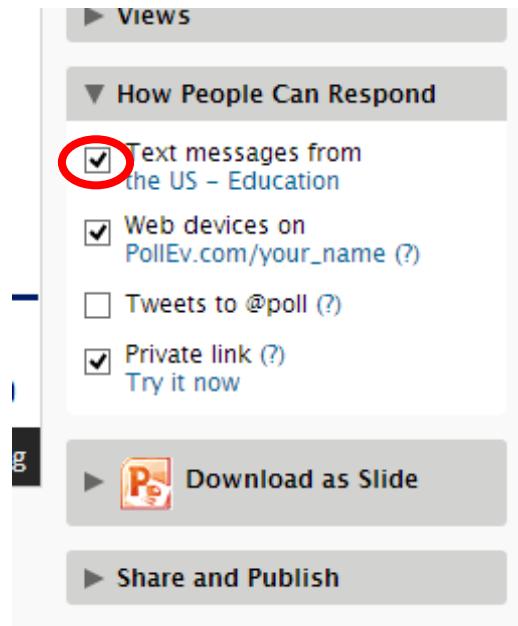 Views
How People Can Respond
Text messages from
the US – Education
Web devices on
PollEv.com/your_name (?)
Tweets to @poll (?)
Private link (?)
Try it now
g
Download as Slide
Share and Publish